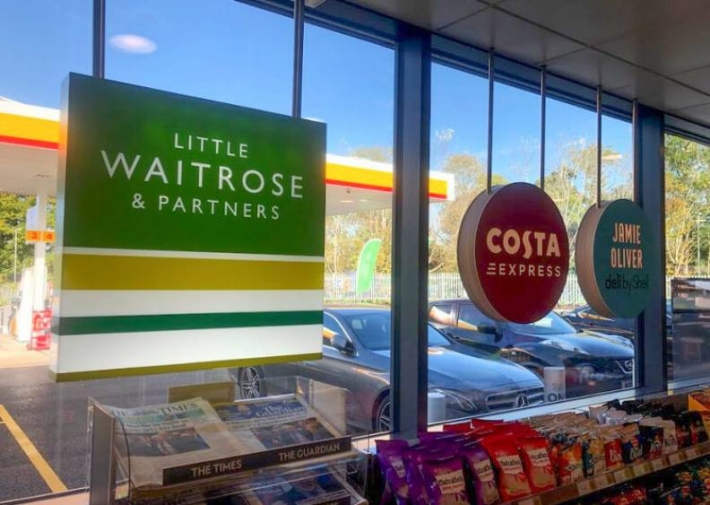 LITTLE
WAITROSE
& PARTNERS
COSTA
EXPRESS
JAMIE
OLIVER
deli by Shell
THE TIMES
THE GUARDIAN